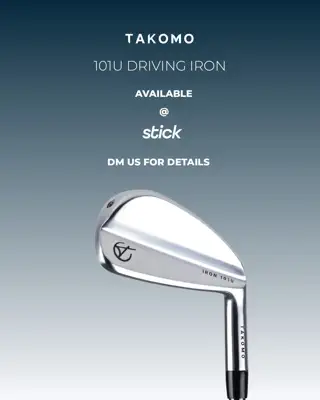 TAKOMO
101U DRIVING IRON
AVAILABLE
@
stick
DM US FOR DETAILS
IRON 101U
TAKOMO